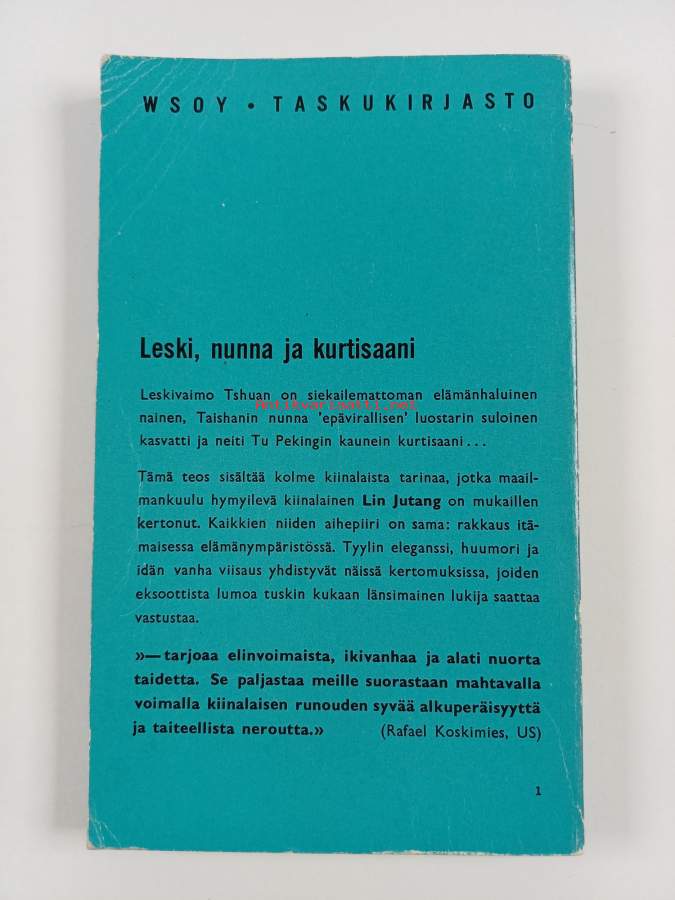 WSOY • TASKUKIRJASTO
Leski, nunna ja kurtisaani
Leskivaimo Tshuan on siekailemattoman elämänhaluinen
antikvariaatti.net
nainen, Taishanin nunna 'epävirallisen' luostarin suloinen
kasvatti ja neiti Tu Pekingin kaunein kurtisaani...
Tämä teos sisältää kolme kiinalaista tarinaa, jotka maail-
mankuulu hymyilevä kiinalainen Lin Jutang on mukaillen
kertonut. Kaikkien niiden aihepiiri on sama: rakkaus itä-
maisessa elämänympäristössä. Tyylin eleganssi, huumori ja
idän vanha viisaus yhdistyvät näissä kertomuksissa, joiden
eksoottista lumoa tuskin kukaan länsimainen lukija saattaa
vastustaa.
»—tarjoaa elinvoimaista, ikivanhaa ja alati nuorta
taidetta. Se paljastaa meille suorastaan mahtavalla
voimalla kiinalaisen runouden syvää alkuperäisyyttä
ja taiteellista neroutta.» (Rafael Koskimies, US)
1